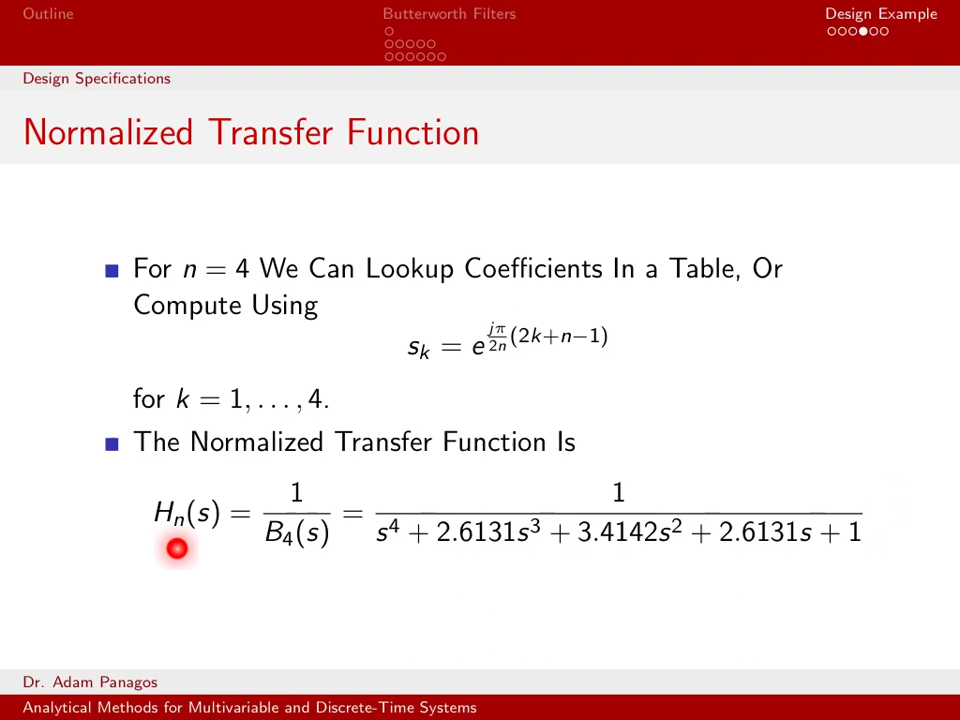 Outline
Butterworth Filters
Design Example
Design Specifications
Normalized Transfer Function
For n = 4 We Can Lookup Coefficients In a Table, Or
Compute Using
s_k = e^{\frac{jπ}{2n}(2k+n−1)}
for k = 1, . . . , 4.
The Normalized Transfer Function Is
H_n(s) = \frac{1}{B_4(s)} = \frac{1}{s^4 + 2.6131s^3 + 3.4142s^2 + 2.6131s + 1}
Dr. Adam Panagos
Analytical Methods for Multivariable and Discrete-Time Systems